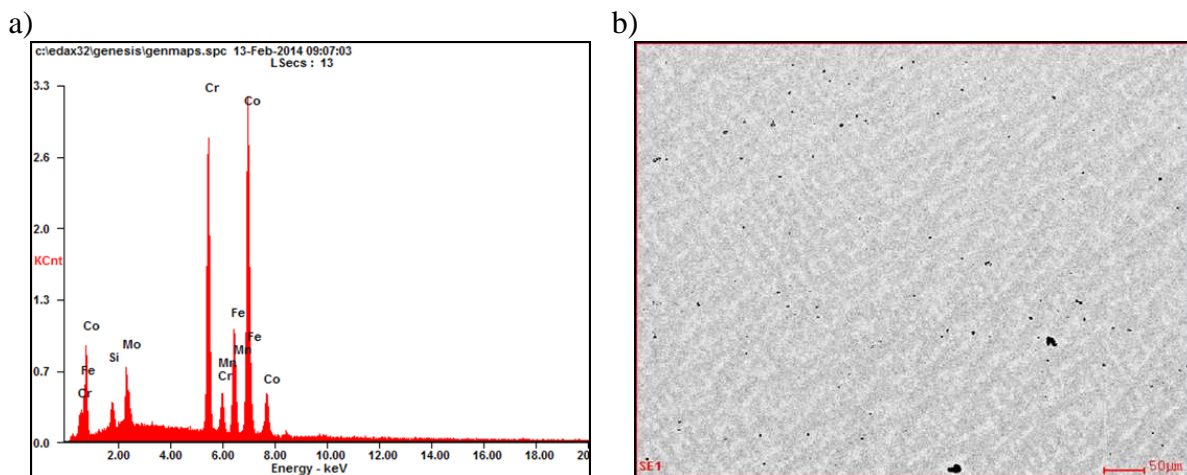 a)
b)
c:\edax32\genesis\genmaps.spc 13-Feb-2014 09:07:03
LSecs : 13
3.3
2.6
2.0
KCnt
1.3
0.7
0.0
Cr
Co
Co
Fe
Cr
Si
Mo
Fe
Mn
Fe
Mn
Cr
Co
2.00 4.00 6.00 8.00 10.00 12.00 14.00 16.00 18.00 20
Energy - keV
SE1
50µm